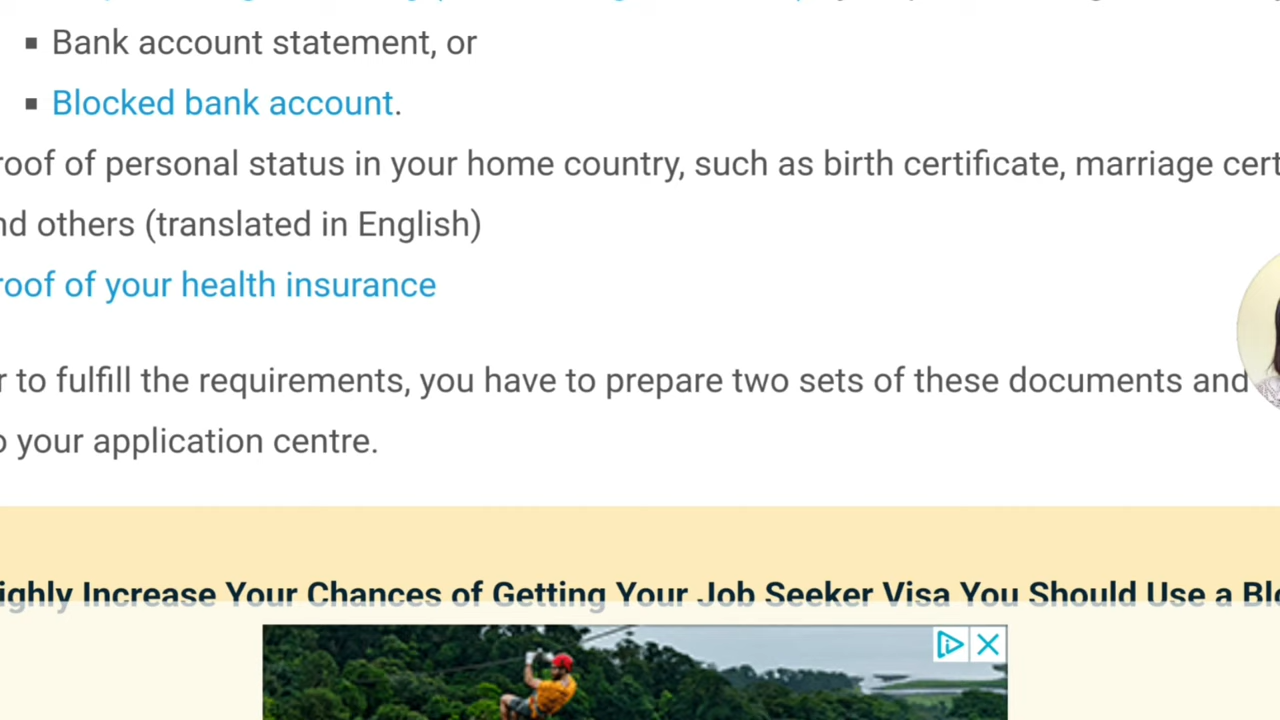 Bank account statement, or
Blocked bank account.
roof of personal status in your home country, such as birth certificate, marriage cert
nd others (translated in English)
roof of your health insurance
r to fulfill the requirements, you have to prepare two sets of these documents and
o your application centre.
ighly Increase Your Chances of Getting Your Job Seeker Visa You Should Use a Blo